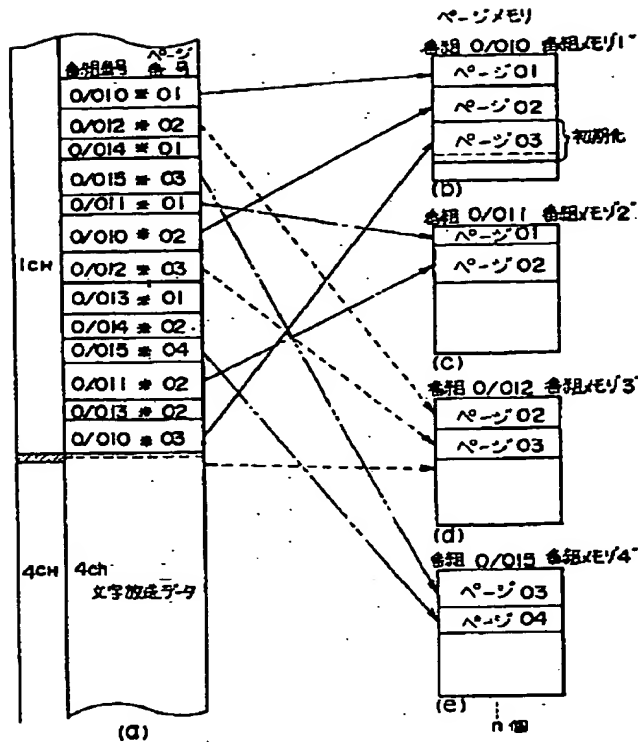 ページメモリ
ページ
番組番号 番号
0/010 * 01
0/012 * 02
0/014 * 01
0/015 * 03
0/011 * 01
0/010 * 02
0/012 * 03
0/013 * 01
0/014 * 02
0/015 * 04
0/011 * 02
0/013 * 02
0/010 * 03
1CH
4CH
4ch
文字放送データ
(a)
番組 0/010 番組メモリ1"
ページ01
ページ02
ページ03
初期化
(b)
番組 0/011 番組メモリ2"
ページ01
ページ02
(c)
番組 0/012 番組メモリ3"
ページ02
ページ03
(d)
番組 0/015 番組メモリ4"
ページ03
ページ04
(e)
n個